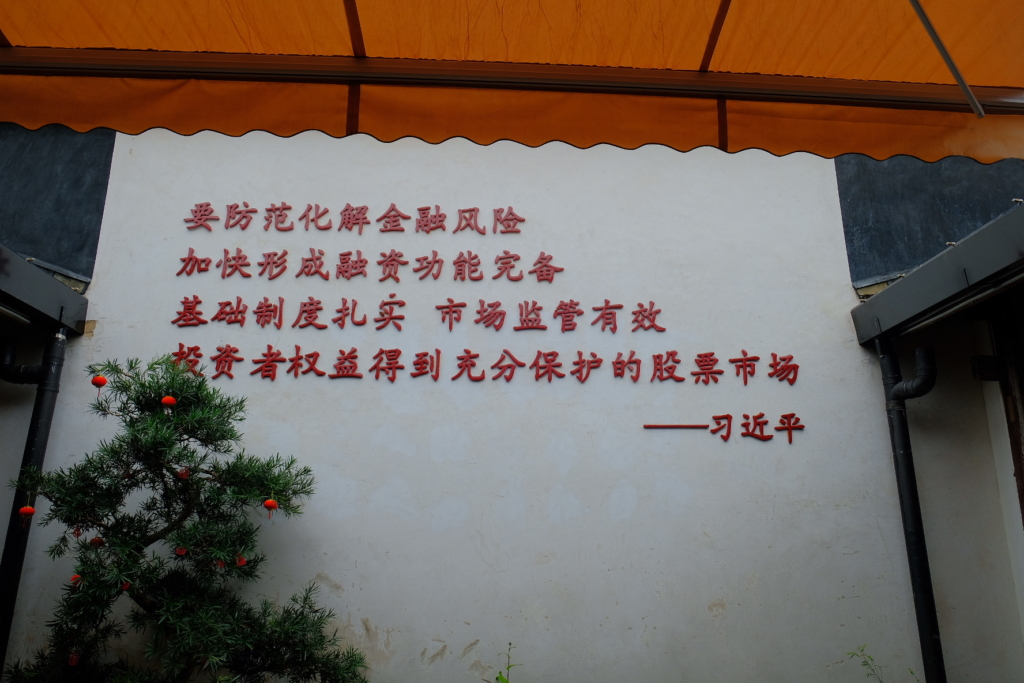 要防范化解金融风险
加快形成融资功能完备
基础制度扎实 市场监管有效
投资者权益得到充分保护的股票市场
——习近平